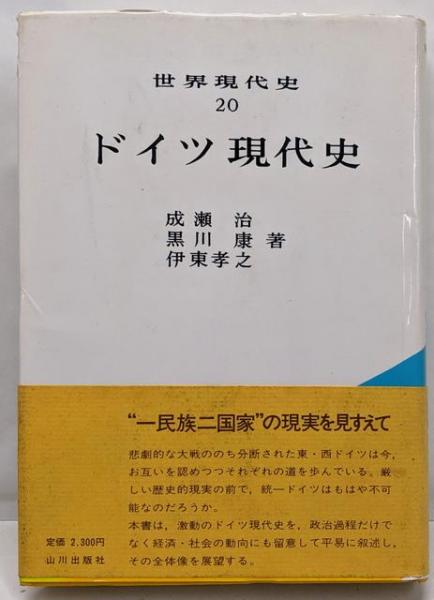 世界現代史
20
ドイツ現代史
成瀬 治
黒川 康 著
伊東孝之
“一民族二国家”の現実を見すえて
悲劇的な大戦ののち分断された東・西ドイツは今,
お互いを認めつつそれぞれの道を歩んでいる。厳
しい歴史的現実の前で,統一ドイツはもはや不可
能なのだろうか。
本書は,激動のドイツ現代史を,政治過程だけで
なく経済・社会の動向にも留意して平易に叙述し,
その全体像を展望する。
定価 2,300円
山川出版社